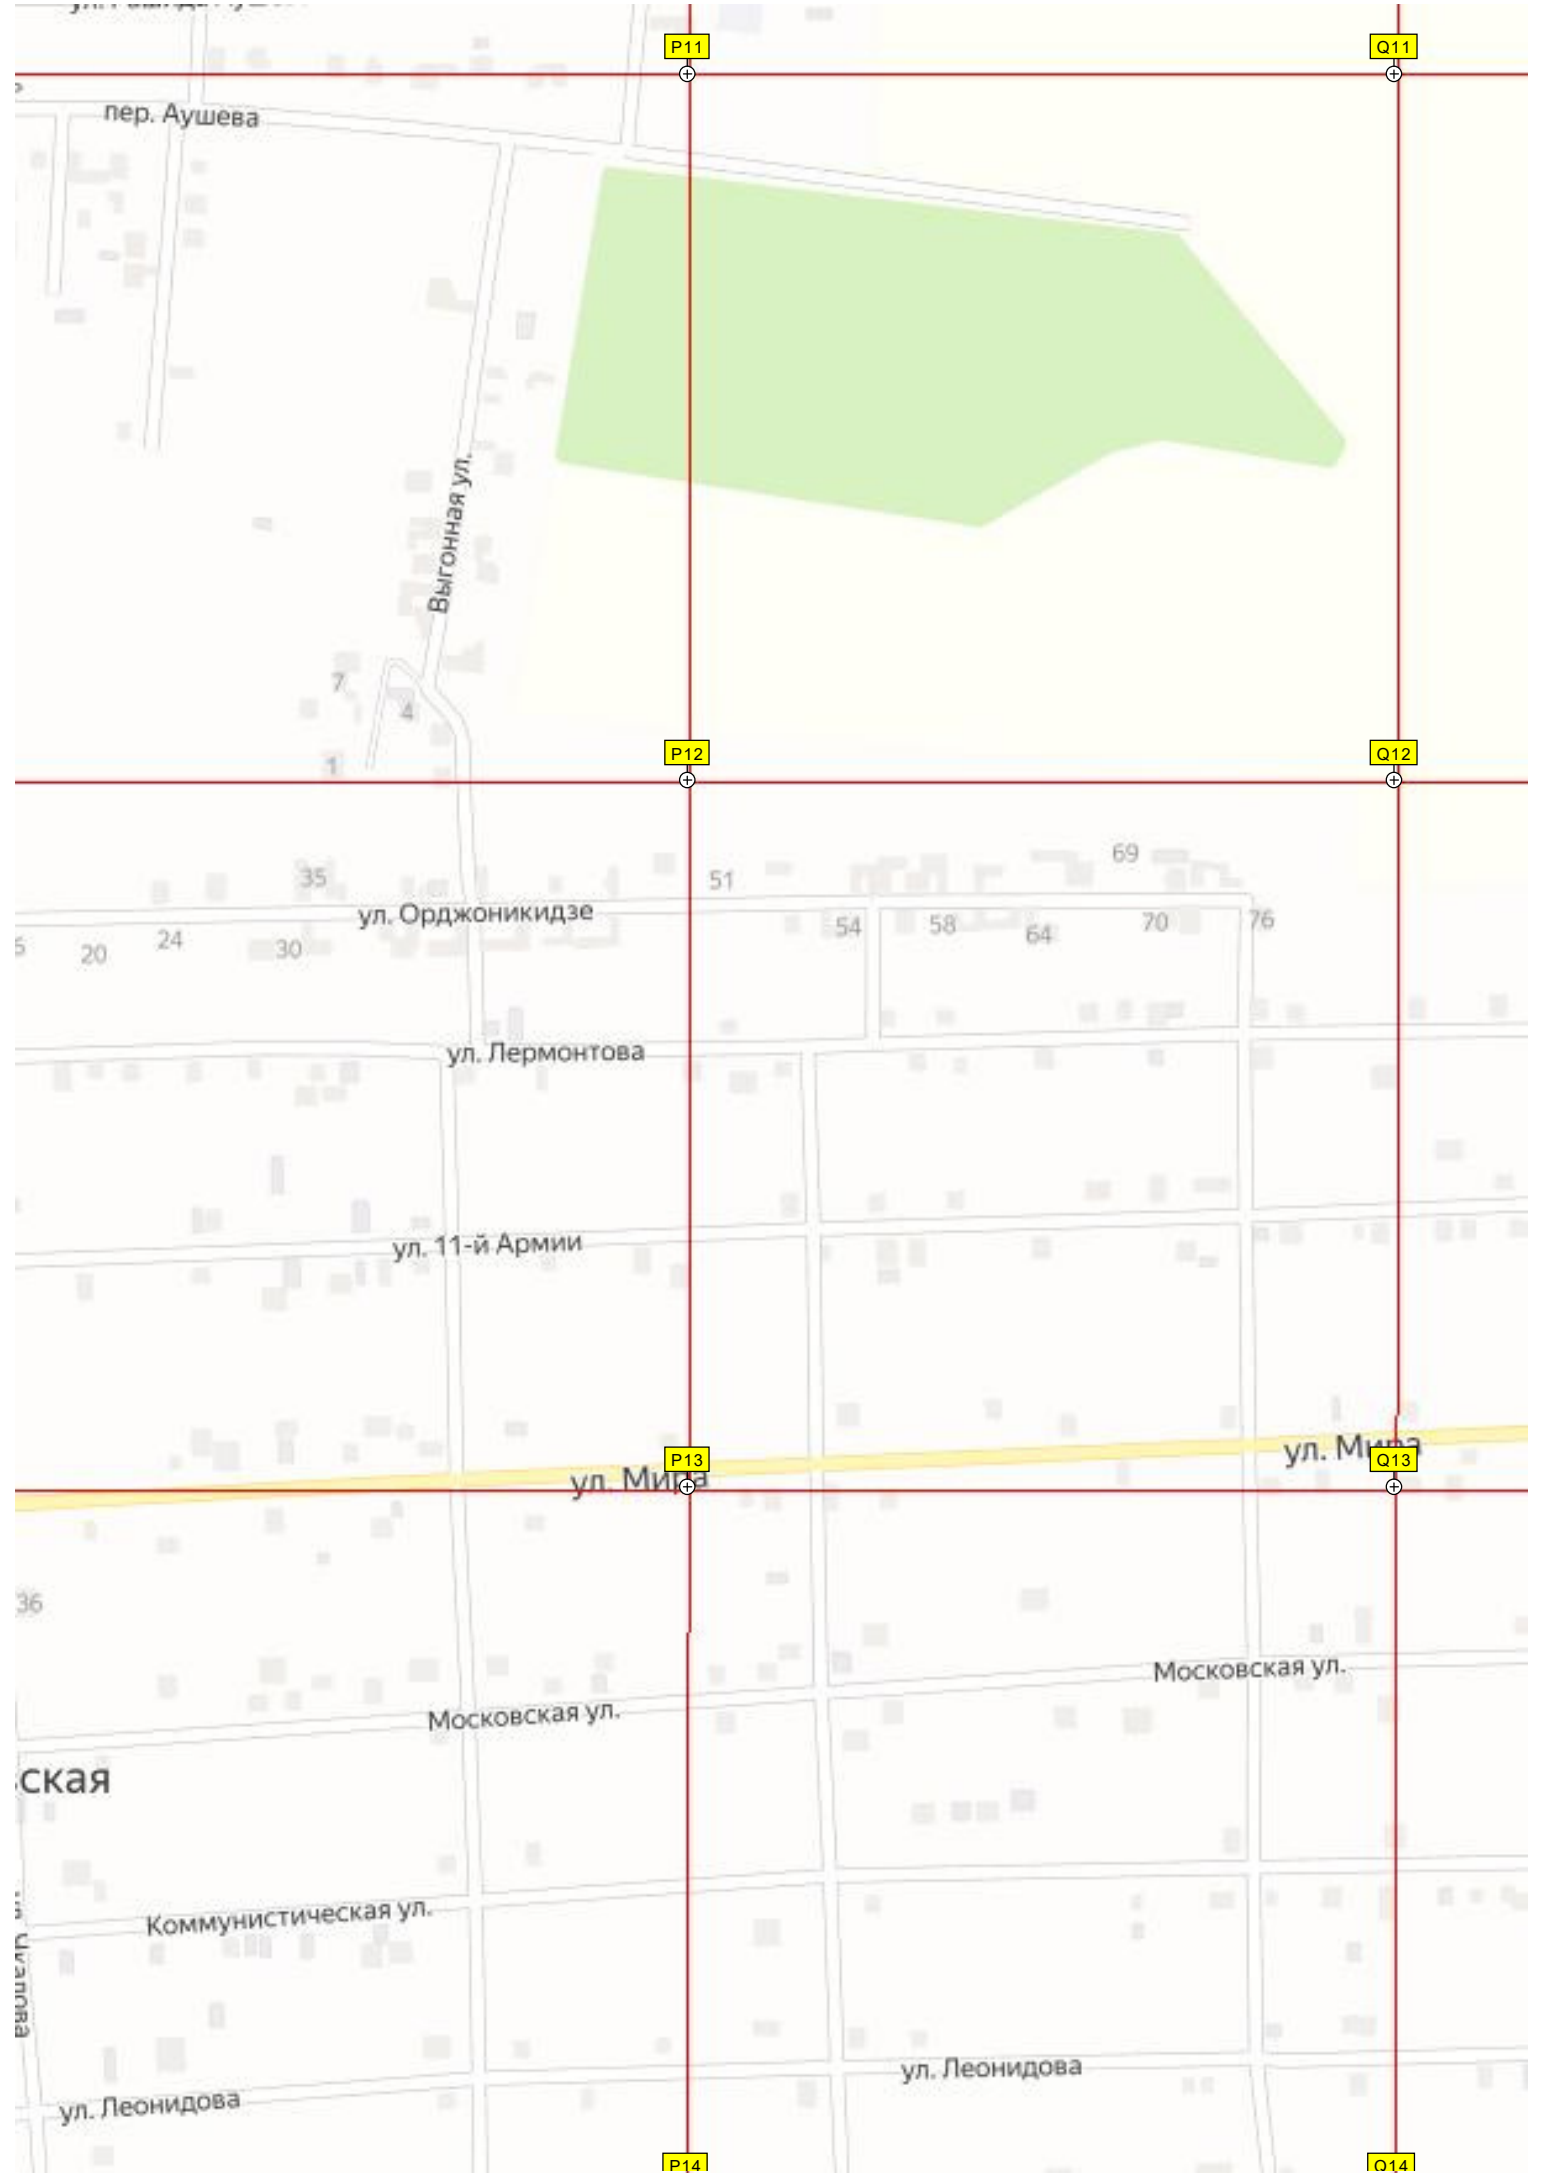 P11
Q11
пер. Аушева
Выгонная ул.
7
4
1
P12
Q12
35
51
69
ул. Орджоникидзе
20
24
30
54
58
64
70
76
ул. Лермонтова
ул. 11-й Армии
ул. Мира
P13
ул. Мира
Q13
36
Московская ул.
Московская ул.
ская
Коммунистическая ул.
ул. Леонидова
ул. Леонидова
P14
Q14